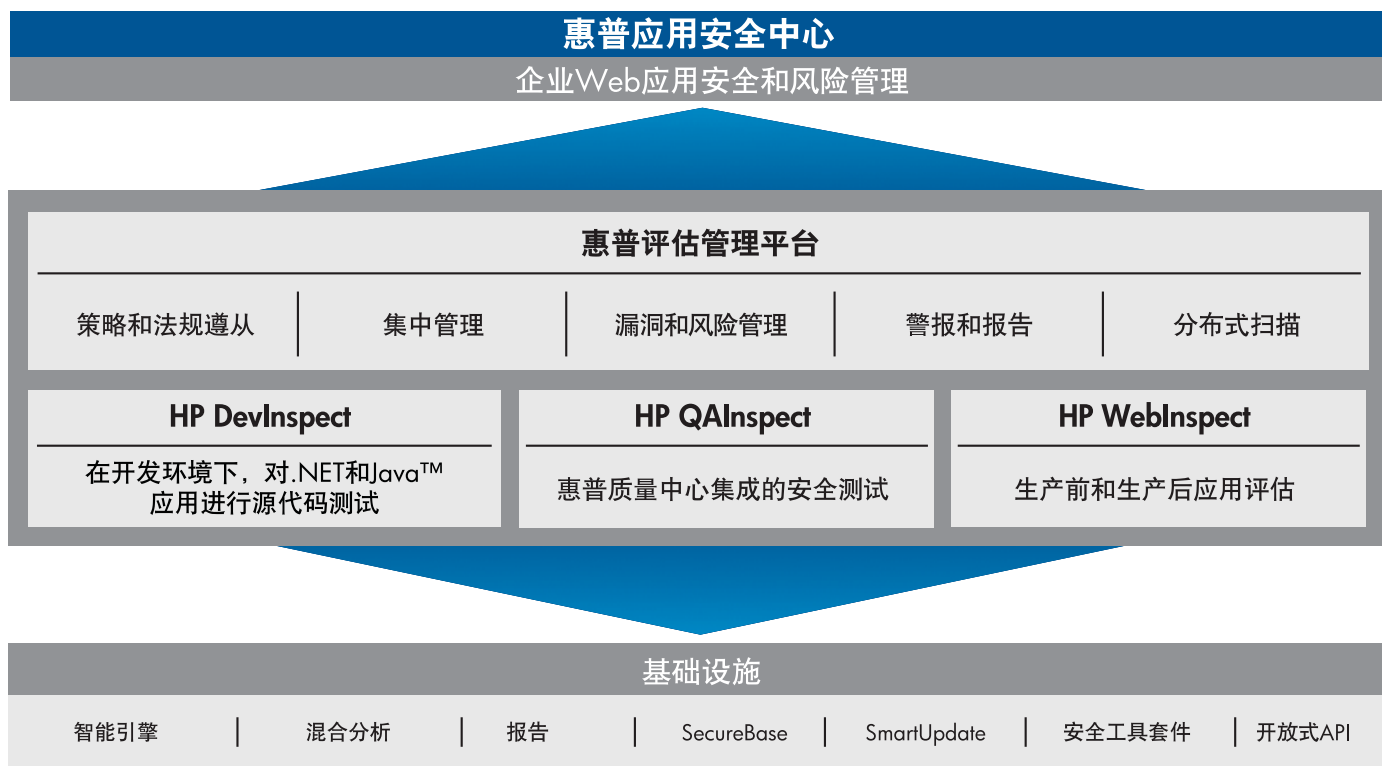 惠普应用安全中心
企业Web应用安全和风险管理
惠普评估管理平台
策略和法规遵从
集中管理
漏洞和风险管理
警报和报告
分布式扫描
HP DevInspect
在开发环境下，对.NET和Java™
应用进行源代码测试
HP QAInspect
惠普质量中心集成的安全测试
HP WebInspect
生产前和生产后应用评估
基础设施
智能引擎
混合分析
报告
SecureBase
SmartUpdate
安全工具套件
开放式API